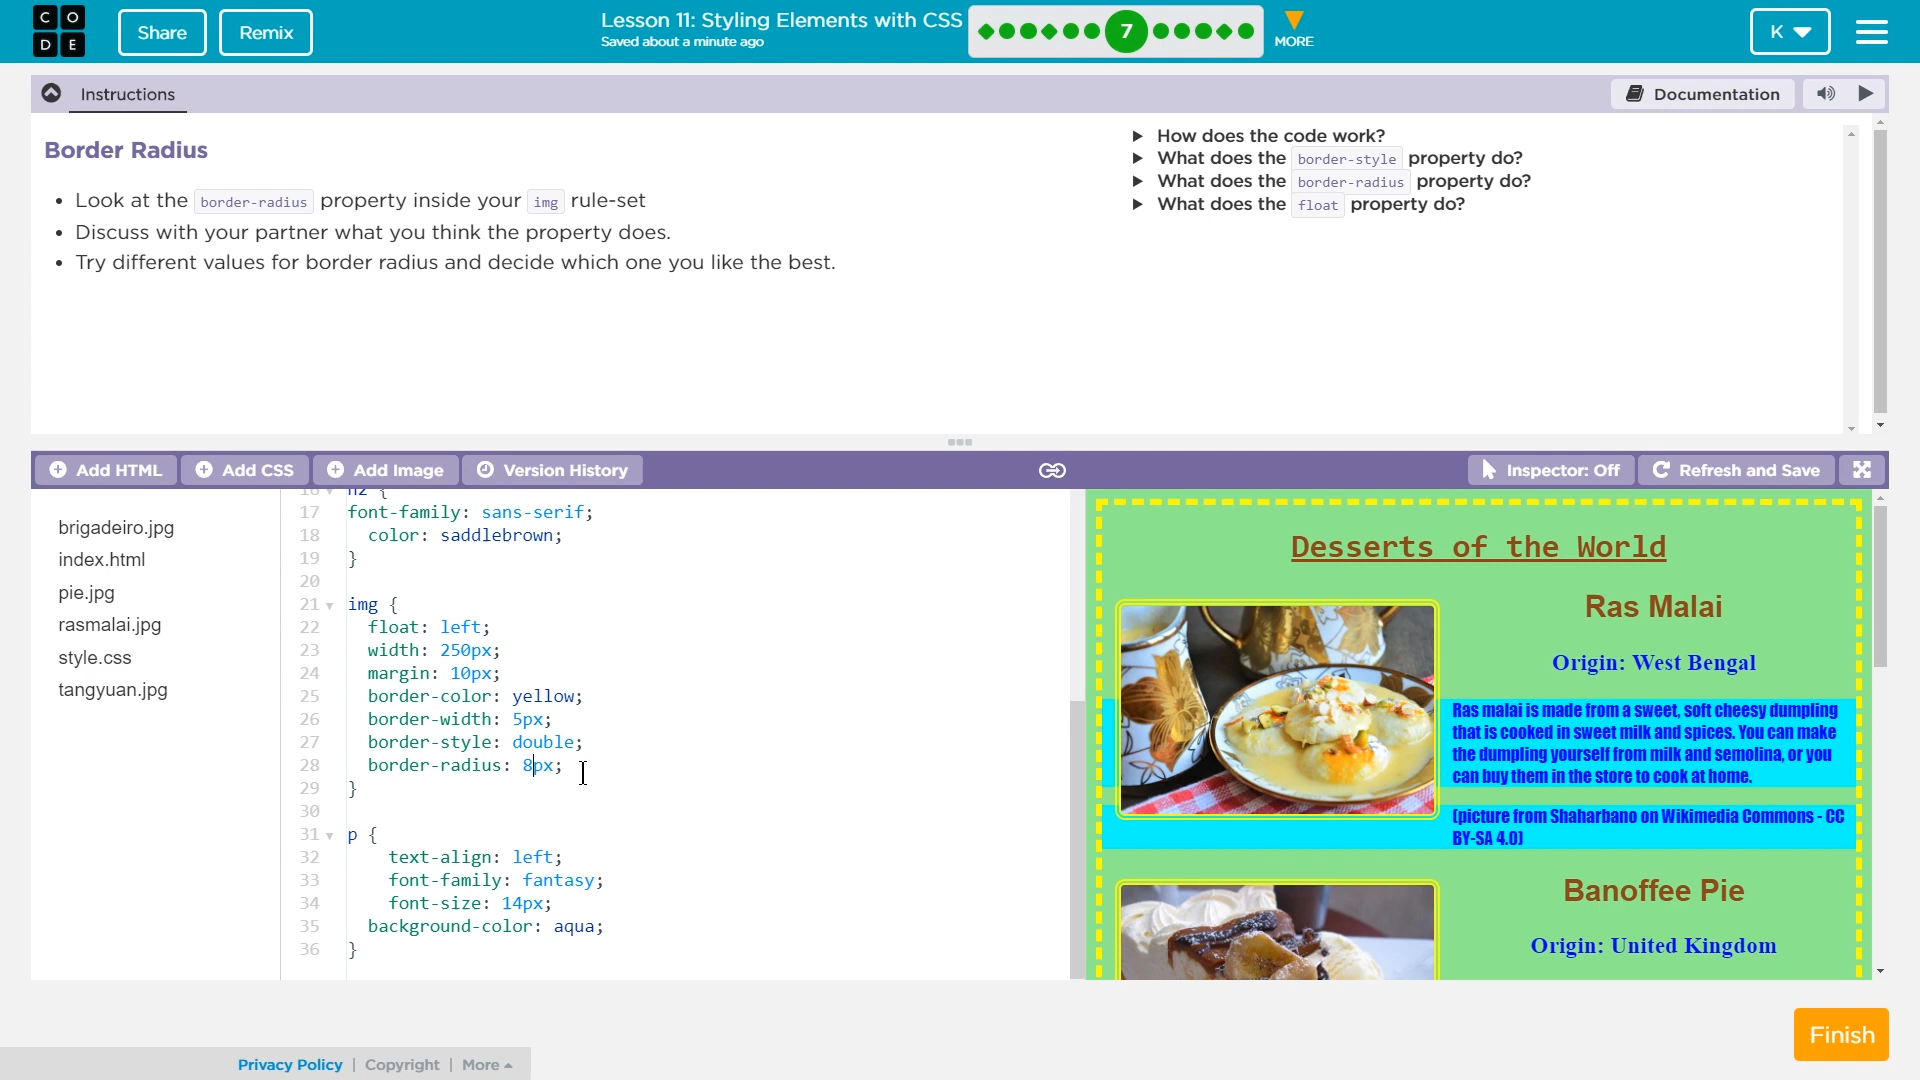 CODE
Share
Remix
Lesson 11: Styling Elements with CSS
Saved about a minute ago
7
MORE
K
Instructions
Documentation
Border Radius
Look at the border-radius property inside your img rule-set
Discuss with your partner what you think the property does.
Try different values for border radius and decide which one you like the best.
How does the code work?
What does the border-style property do?
What does the border-radius property do?
What does the float property do?
Add HTML
Add CSS
Add Image
Version History
Inspector: Off
Refresh and Save
brigadeiro.jpg
index.html
pie.jpg
rasmalai.jpg
style.css
tangyuan.jpg
16 h2 {
17 font-family: sans-serif;
18 color: saddlebrown;
19 }
20
21 img {
22 float: left;
23 width: 250px;
24 margin: 10px;
25 border-color: yellow;
26 border-width: 5px;
27 border-style: double;
28 border-radius: 8px;
29 }
30
31 p {
32 text-align: left;
33 font-family: fantasy;
34 font-size: 14px;
35 background-color: aqua;
36 }
Desserts of the World
Ras Malai
Origin: West Bengal
Ras malai is made from a sweet, soft cheesy dumpling
that is cooked in sweet milk and spices. You can make
the dumpling yourself from milk and semolina, or you
can buy them in the store to cook at home.
(picture from Shaharbano on Wikimedia Commons - CC
BY-SA 4.0)
Banoffee Pie
Origin: United Kingdom
Finish
Privacy Policy | Copyright | More